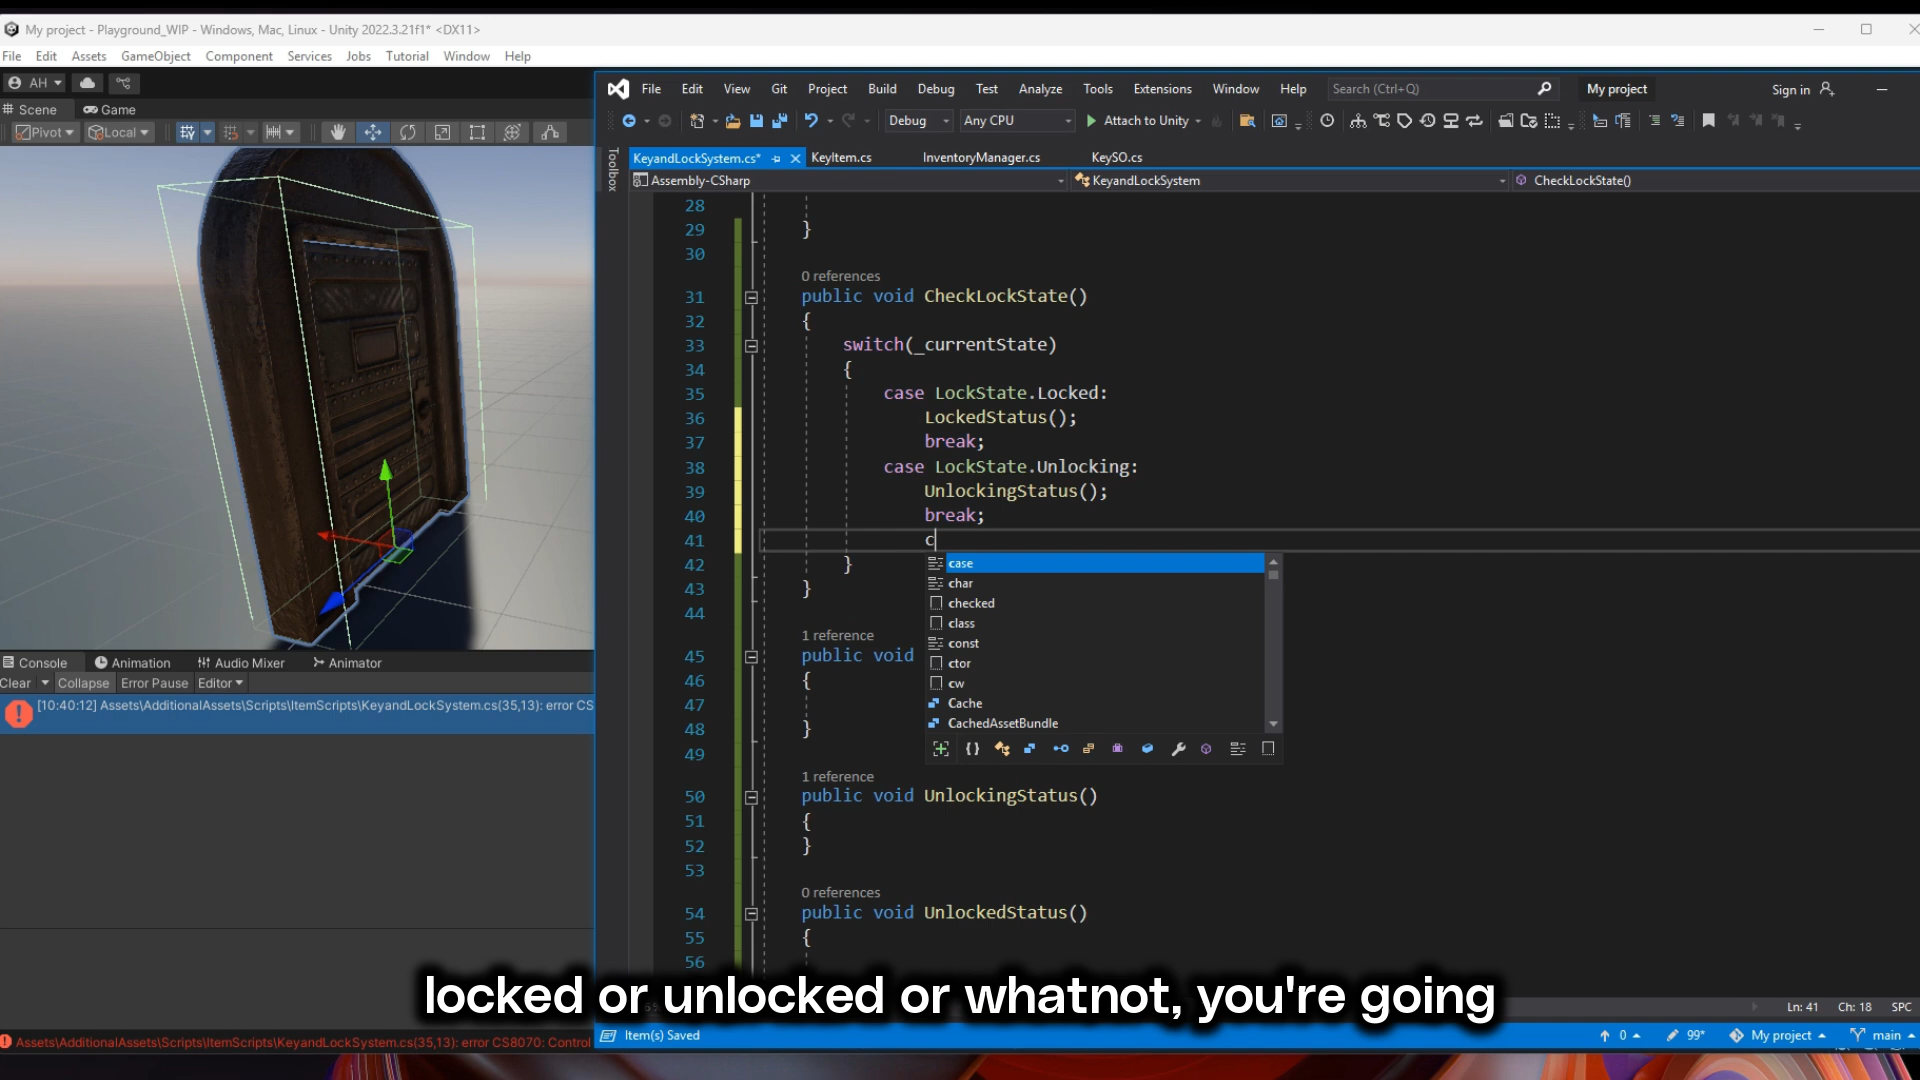 My project - Playground_WIP - Windows, Mac, Linux - Unity 2022.3.21f1* <DX11>
File Edit Assets GameObject Component Services Jobs Tutorial Window Help
AH
Scene Game
Pivot Local
Console Animation Audio Mixer Animator
Clear Collapse Error Pause Editor
[10:40:12] Assets\AdditionalAssets\Scripts\ItemScripts\KeyandLockSystem.cs(35,13): error CS
Assets\AdditionalAssets\Scripts\ItemScripts\KeyandLockSystem.cs(35,13): error CS8070: Control
File Edit View Git Project Build Debug Test Analyze Tools Extensions Window Help Search (Ctrl+Q) My project Sign in
Debug Any CPU Attach to Unity
Toolbox
KeyandLockSystem.cs* KeyItem.cs InventoryManager.cs KeySO.cs
Assembly-CSharp KeyandLockSystem CheckLockState()
28
29 }
30
0 references
31 public void CheckLockState()
32 {
33 switch(_currentState)
34 {
35 case LockState.Locked:
36 LockedStatus();
37 break;
38 case LockState.Unlocking:
39 UnlockingStatus();
40 break;
41 c
42 }
43 }
44
case
char
checked
class
const
ctor
cw
Cache
CachedAssetBundle
1 reference
45 public void
46 {
47
48 }
49
1 reference
50 public void UnlockingStatus()
51 {
52 }
53
0 references
54 public void UnlockedStatus()
55 {
56
locked or unlocked or whatnot, you're going
Ln: 41 Ch: 18 SPC
Item(s) Saved 0 99* My project main